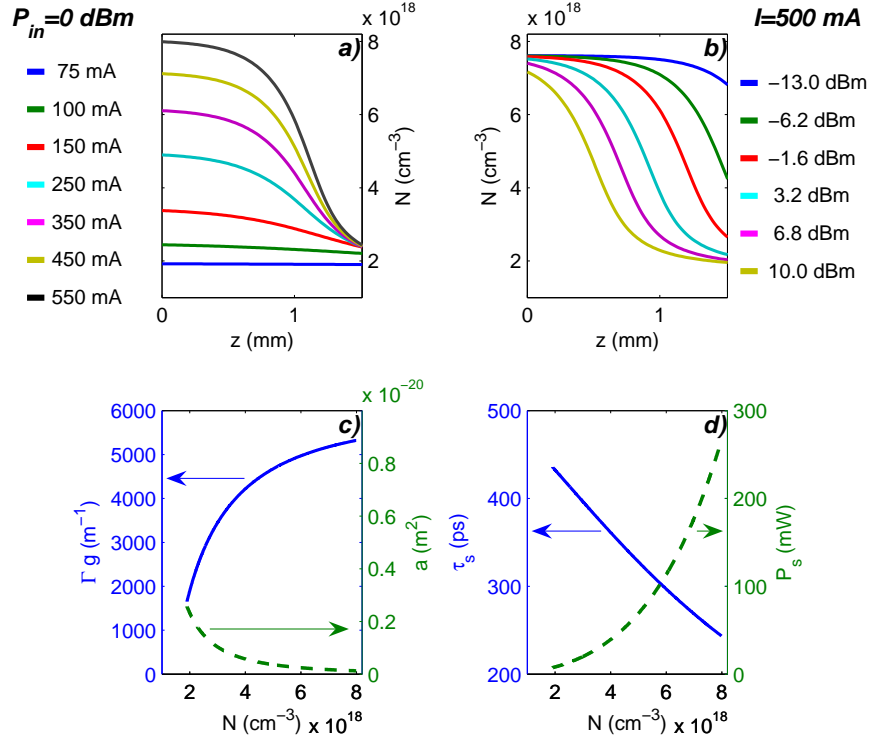 P_in=0 dBm
x 10^18
x 10^18
I=500 mA
a)
b)
75 mA
100 mA
150 mA
250 mA
350 mA
450 mA
550 mA
8
6
4
2
N (cm^−3)
1
z (mm)
8
6
4
2
N (cm^−3)
0
1
z (mm)
−13.0 dBm
−6.2 dBm
−1.6 dBm
3.2 dBm
6.8 dBm
10.0 dBm
x 10^−20
c)
6000
5000
4000
3000
2000
1000
0
Γ g (m^−1)
0.8
0.6
0.4
0.2
0
a (m^2)
2 4 6 8
N (cm^−3) x 10^18
d)
500
400
300
200
τ_s (ps)
300
200
100
0
P_s (mW)
2 4 6 8
N (cm^−3) x 10^18